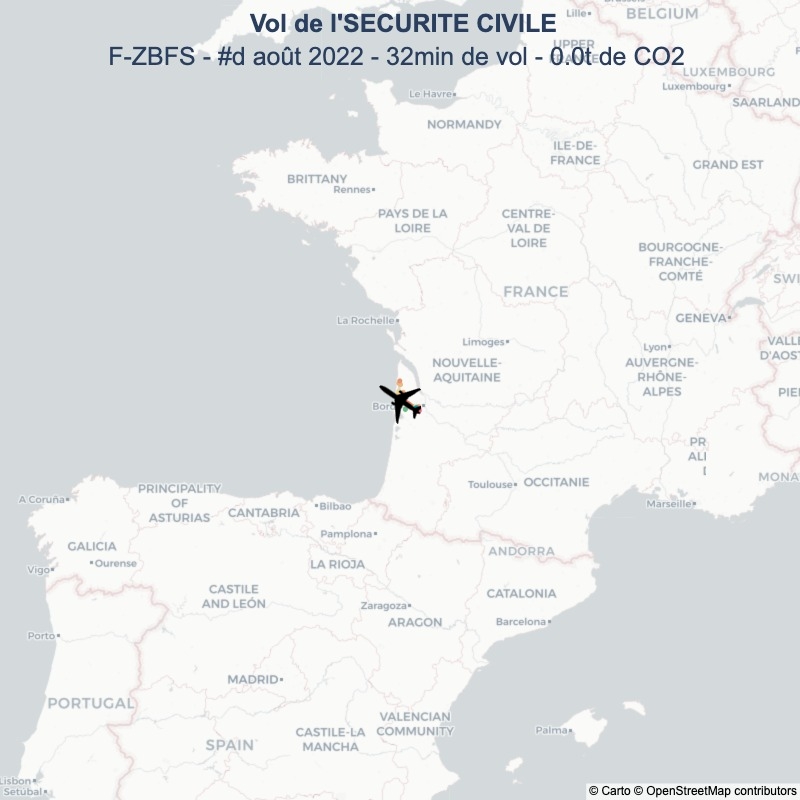 Vol de l'SECURITE CIVILE
F-ZBFS - #d août 2022 - 32min de vol - 0.0t de CO2
Lille
BELGIUM
UPPER
FRANCE
LUXEMBOURG
Luxembourg
SAARLAND
Le Havre
NORMANDY
ILE-DE-
FRANCE
GRAND EST
BRITTANY
Rennes
PAYS DE LA
LOIRE
CENTRE-
VAL DE
LOIRE
BOURGOGNE-
FRANCHE-
COMTÉ
FRANCE
SWI
GENEVA
La Rochelle
Limoges
Lyon
VALLE
D'AOST
NOUVELLE-
AQUITAINE
AUVERGNE-
RHÔNE-
ALPES
PIE
PR
AL
Toulouse
OCCITANIE
MONA
Marseille
A Coruña
PRINCIPALITY
OF
ASTURIAS
CANTABRIA
Bilbao
Pamplona
GALICIA
Ourense
Vigo
LA RIOJA
ANDORRA
CASTILE
AND LEÓN
CATALONIA
Zaragoza
ARAGON
Barcelona
Porto
MADRID
PORTUGAL
VALENCIAN
COMMUNITY
CASTILE-LA
MANCHA
Palma
SPAIN
Lisbon
Setúbal
© Carto © OpenStreetMap contributors